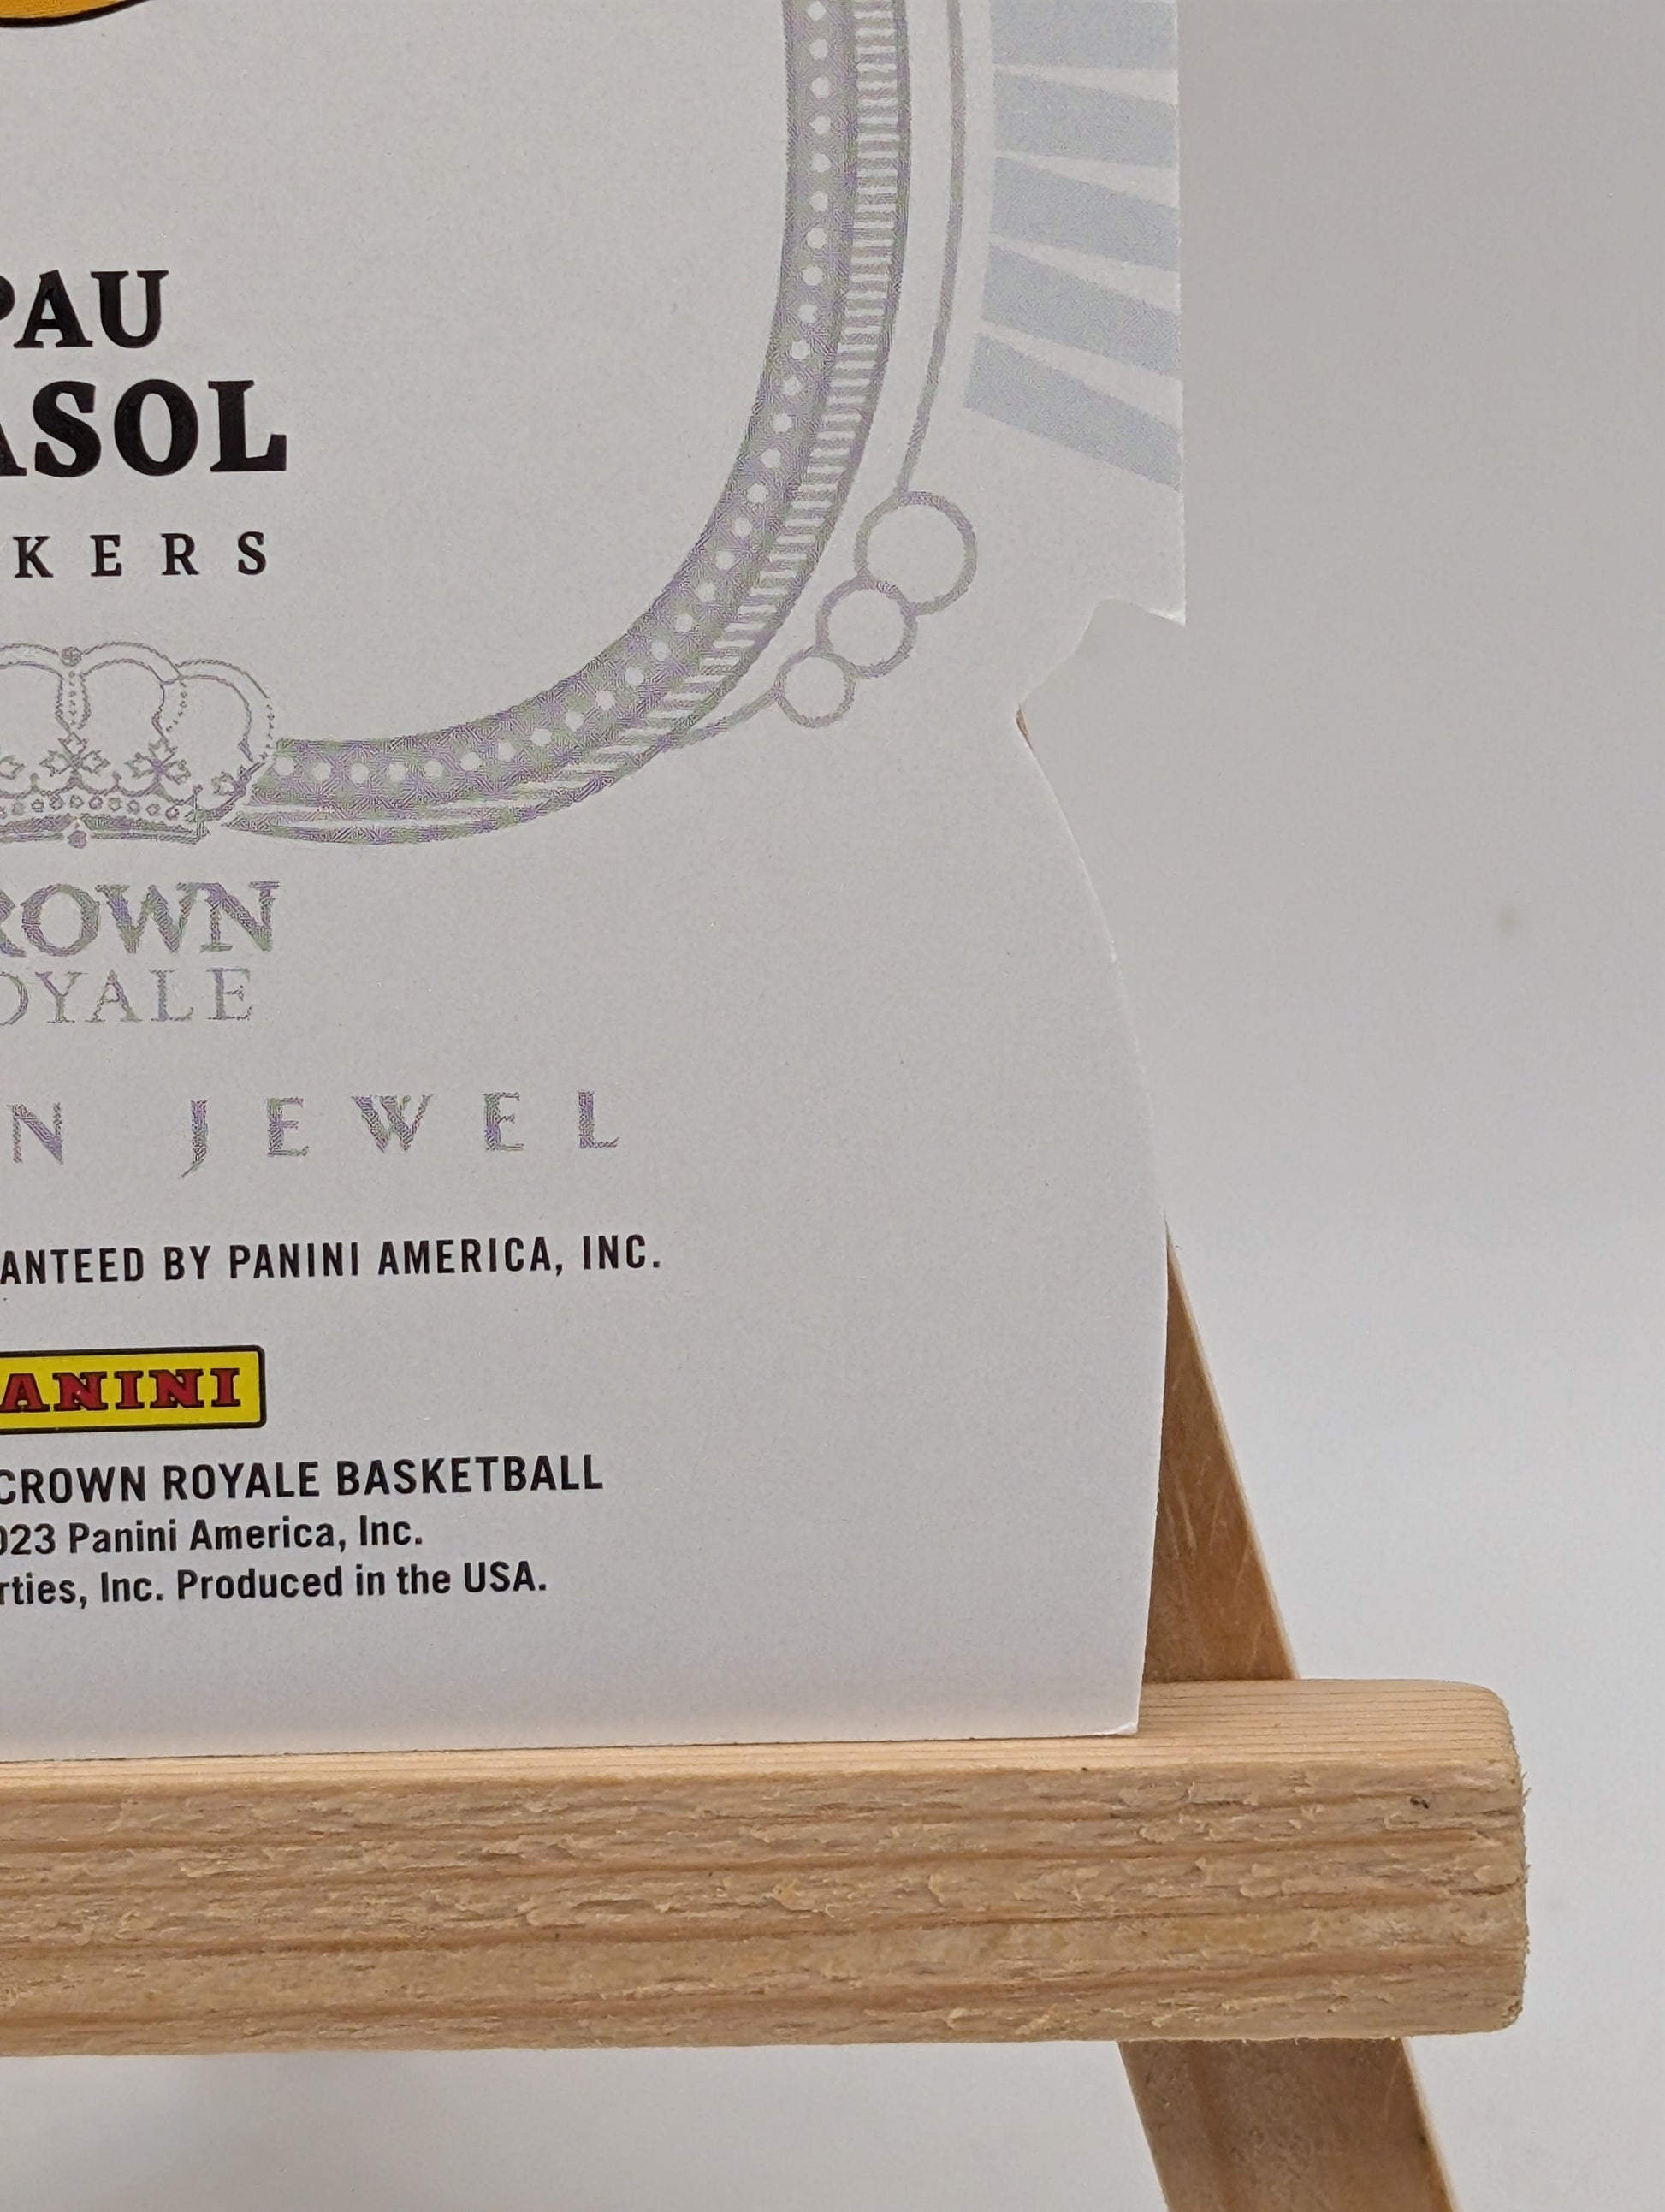 PAU
ASOL
KERS
ROWN
OYALE
N JEWEL
ANTEED BY PANINI AMERICA, INC.
ANINI
CROWN ROYALE BASKETBALL
023 Panini America, Inc.
rties, Inc. Produced in the USA.